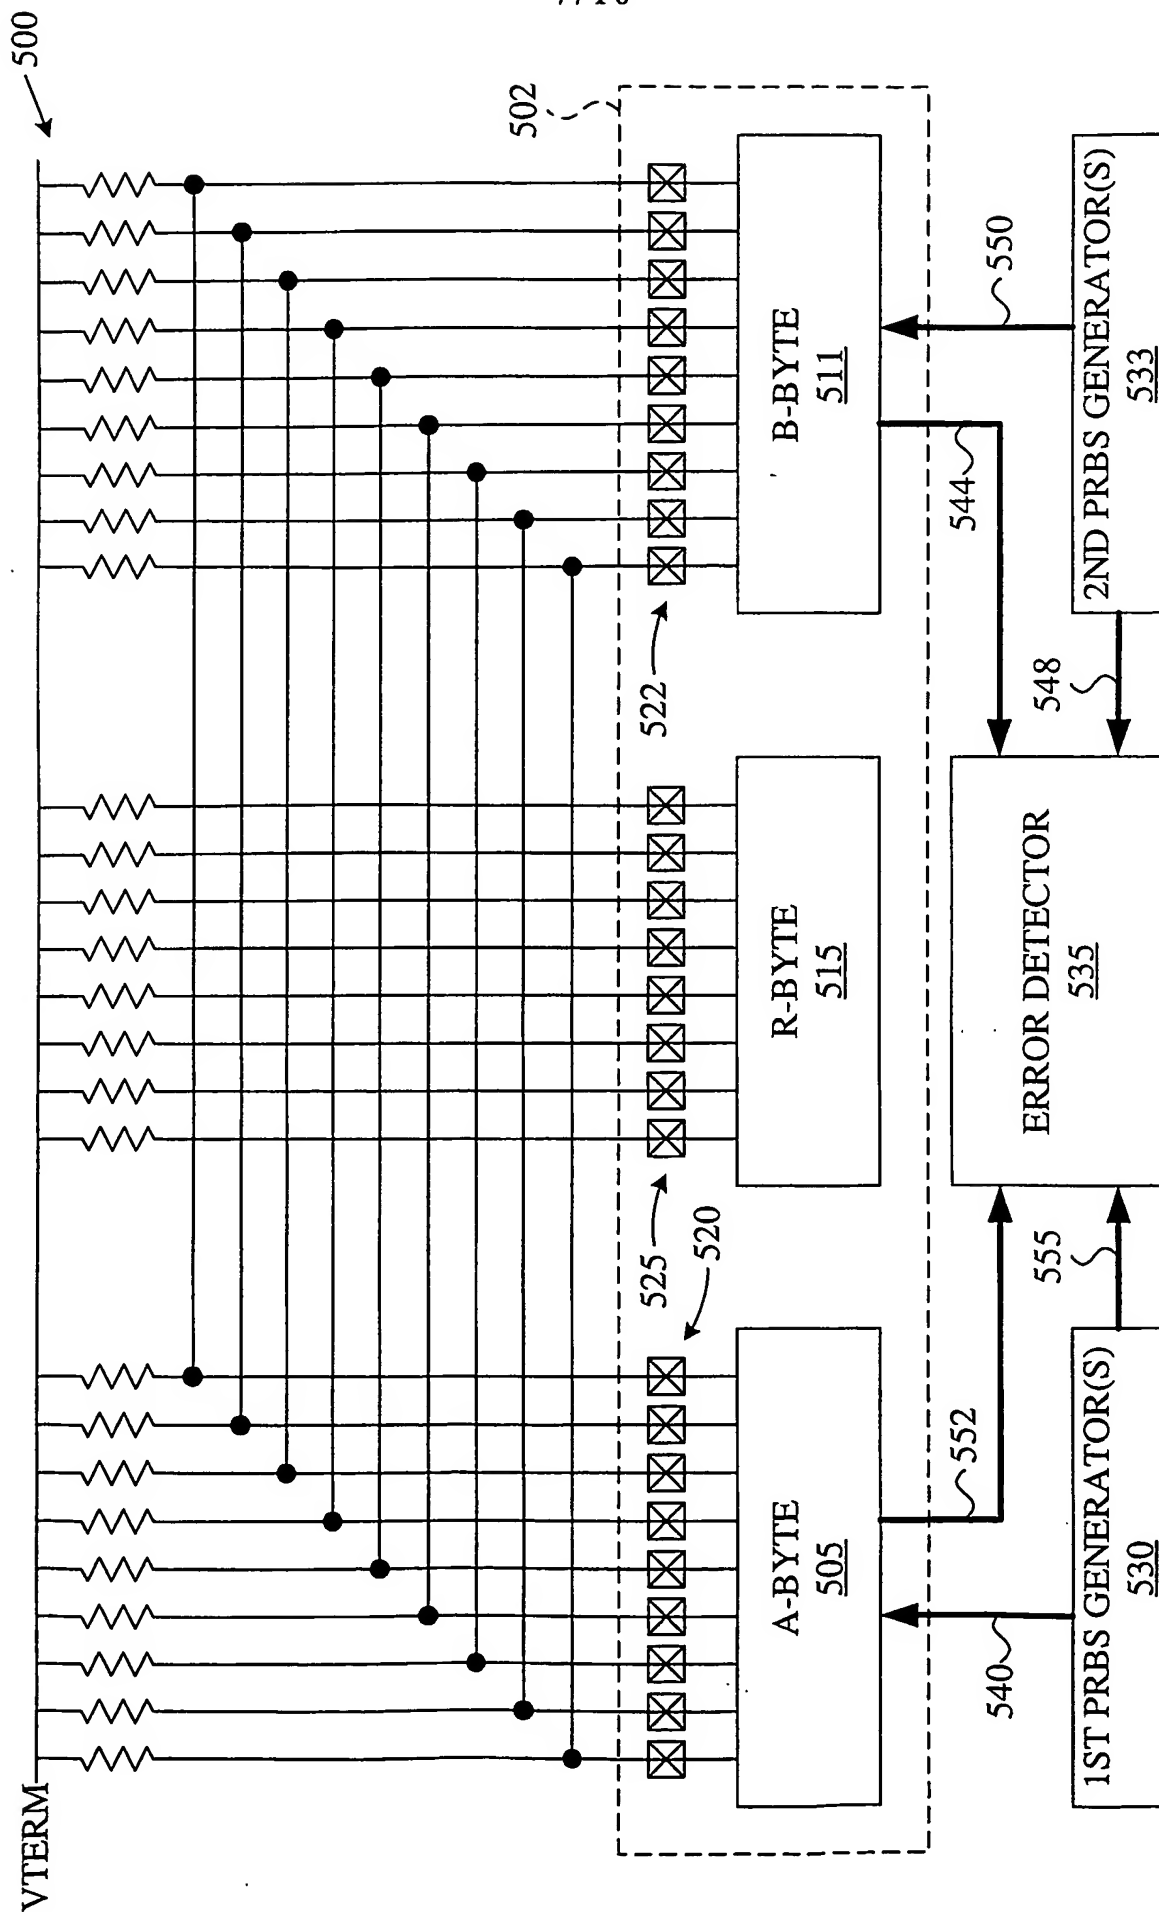 500
VTERM
502
522
525
520
A-BYTE
505
R-BYTE
515
B-BYTE
511
540
552
544
550
555
548
1ST PRBS GENERATOR(S)
530
ERROR DETECTOR
535
2ND PRBS GENERATOR(S)
533